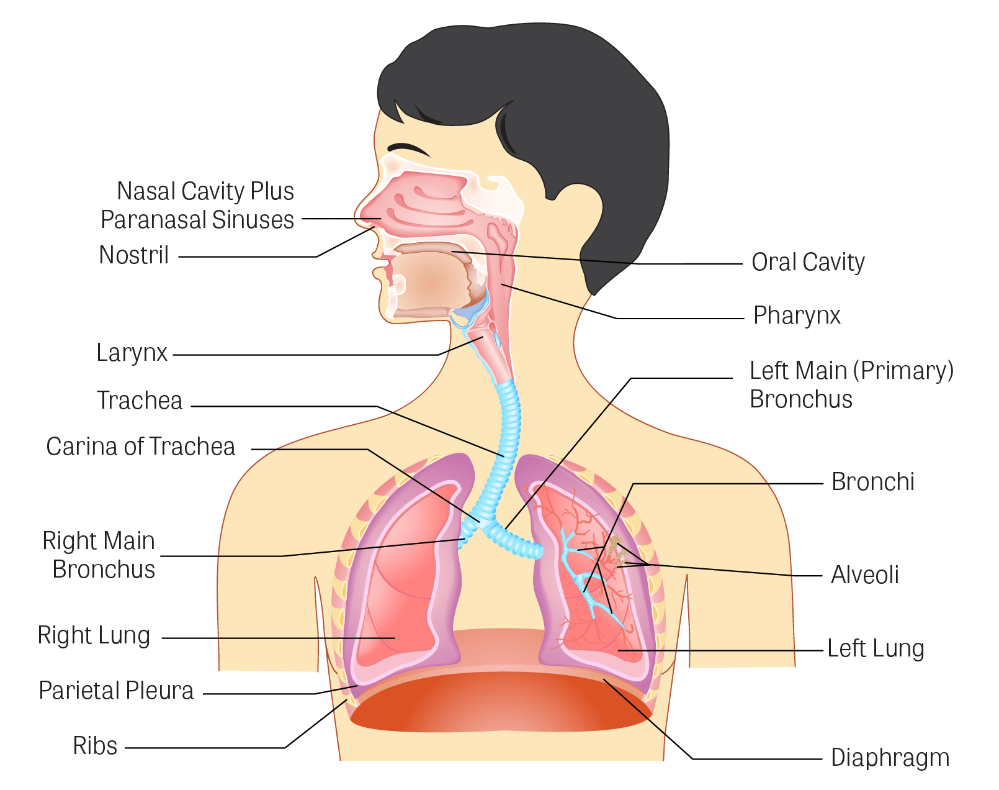 Nasal Cavity Plus
Paranasal Sinuses
Nostril
Larynx
Trachea
Carina of Trachea
Right Main
Bronchus
Right Lung
Parietal Pleura
Ribs
Oral Cavity
Pharynx
Left Main (Primary)
Bronchus
Bronchi
Alveoli
Left Lung
Diaphragm